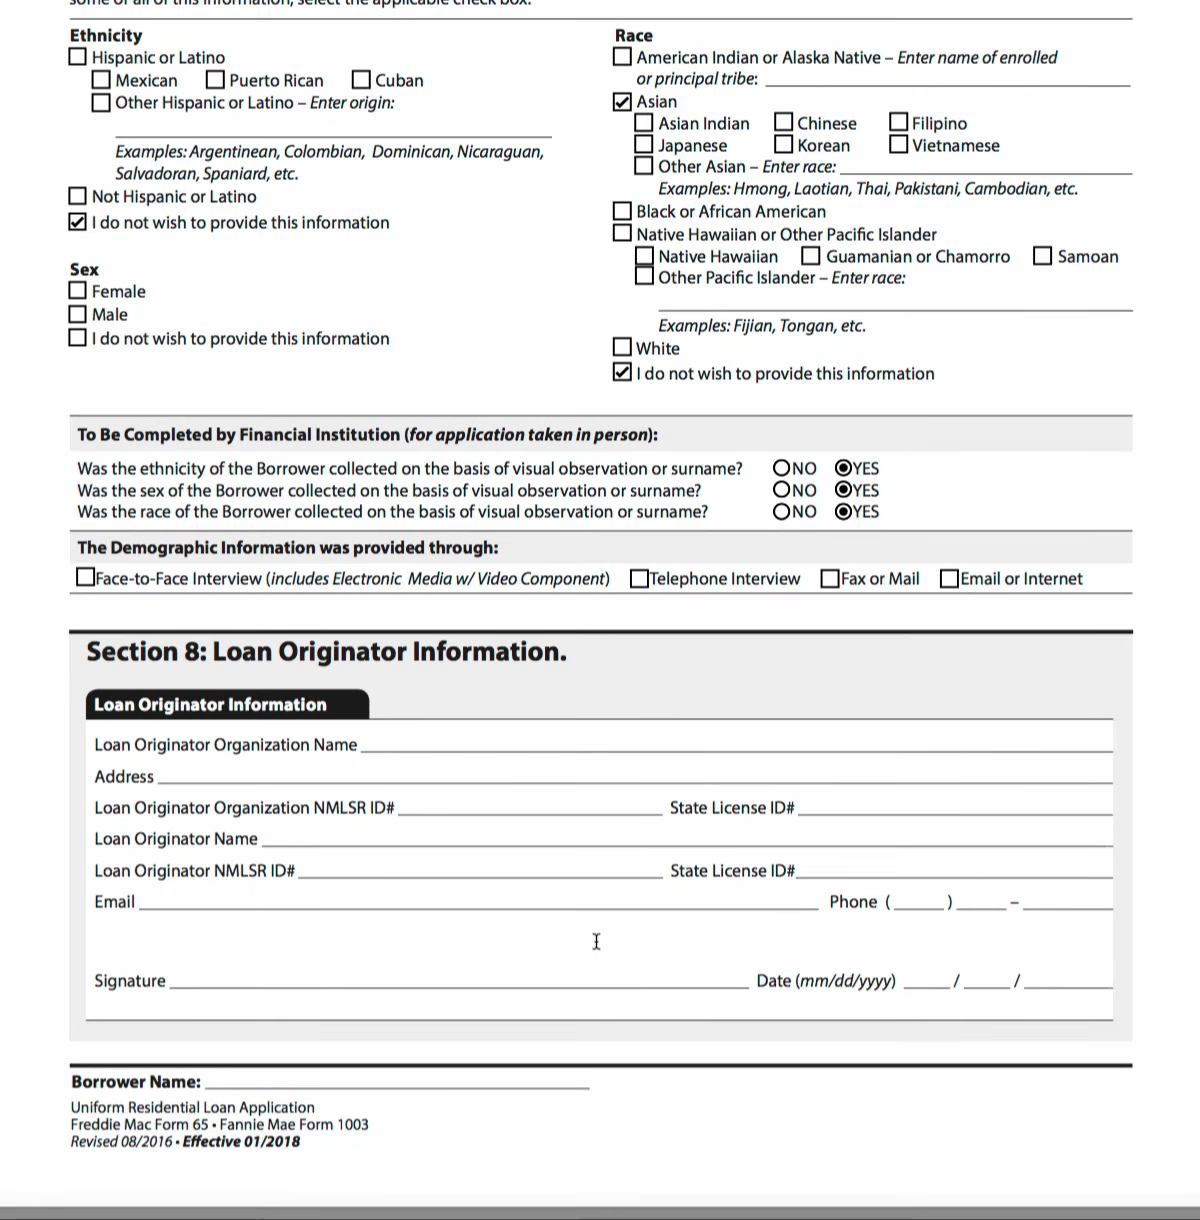 some or all of this information, select the applicable check box.
Ethnicity
Hispanic or Latino
Mexican Puerto Rican Cuban
Other Hispanic or Latino – Enter origin:
Examples: Argentinean, Colombian, Dominican, Nicaraguan,
Salvadoran, Spaniard, etc.
Not Hispanic or Latino
I do not wish to provide this information
Sex
Female
Male
I do not wish to provide this information
Race
American Indian or Alaska Native – Enter name of enrolled
or principal tribe:
Asian
Asian Indian Chinese Filipino
Japanese Korean Vietnamese
Other Asian – Enter race:
Examples: Hmong, Laotian, Thai, Pakistani, Cambodian, etc.
Black or African American
Native Hawaiian or Other Pacific Islander
Native Hawaiian Guamanian or Chamorro Samoan
Other Pacific Islander – Enter race:
Examples: Fijian, Tongan, etc.
White
I do not wish to provide this information
To Be Completed by Financial Institution (for application taken in person):
Was the ethnicity of the Borrower collected on the basis of visual observation or surname? NO YES
Was the sex of the Borrower collected on the basis of visual observation or surname? NO YES
Was the race of the Borrower collected on the basis of visual observation or surname? NO YES
The Demographic Information was provided through:
Face-to-Face Interview (includes Electronic Media w/ Video Component) Telephone Interview Fax or Mail Email or Internet
Section 8: Loan Originator Information.
Loan Originator Information
Loan Originator Organization Name
Address
Loan Originator Organization NMLSR ID# State License ID#
Loan Originator Name
Loan Originator NMLSR ID# State License ID#
Email Phone ( ) –
Signature Date (mm/dd/yyyy) / /
Borrower Name:
Uniform Residential Loan Application
Freddie Mac Form 65 • Fannie Mae Form 1003
Revised 08/2016 • Effective 01/2018